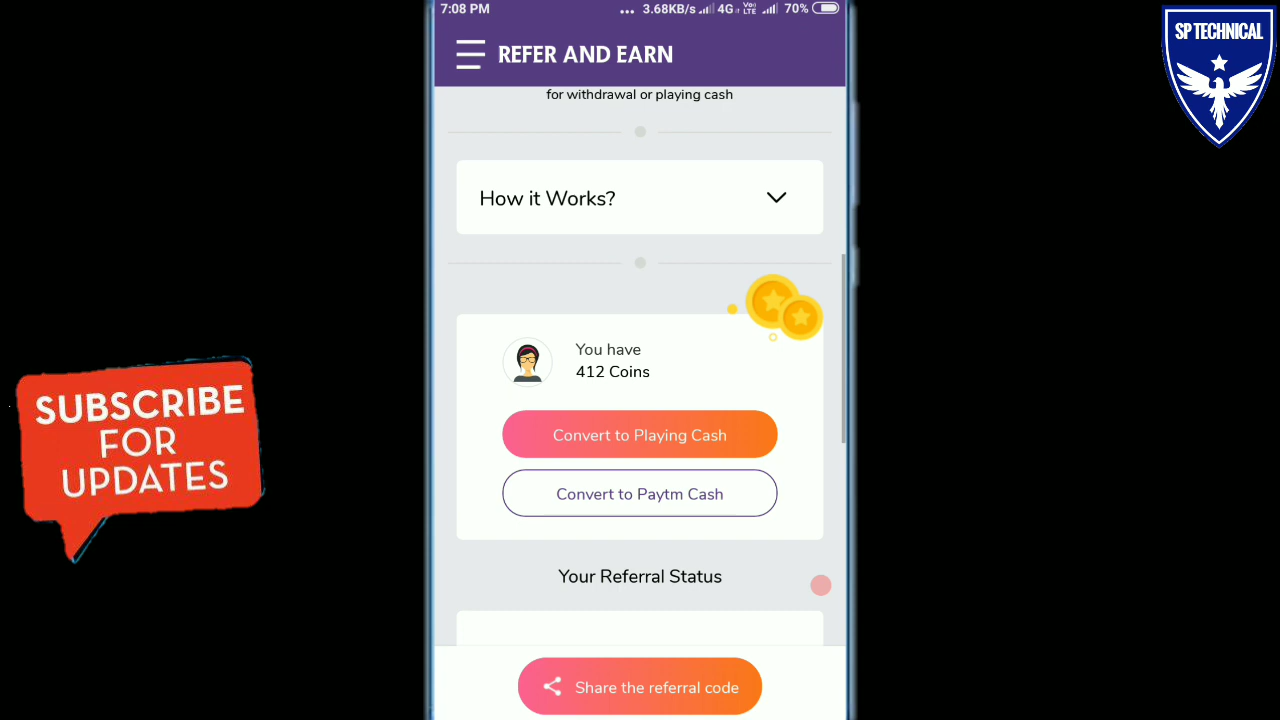 7:08 PM ... 3.68KB/s 4G Vo) LTE 70%
SP TECHNICAL
REFER AND EARN
for withdrawal or playing cash
How it Works?
You have
412 Coins
Convert to Playing Cash
Convert to Paytm Cash
Your Referral Status
Share the referral code
SUBSCRIBE
FOR
UPDATES